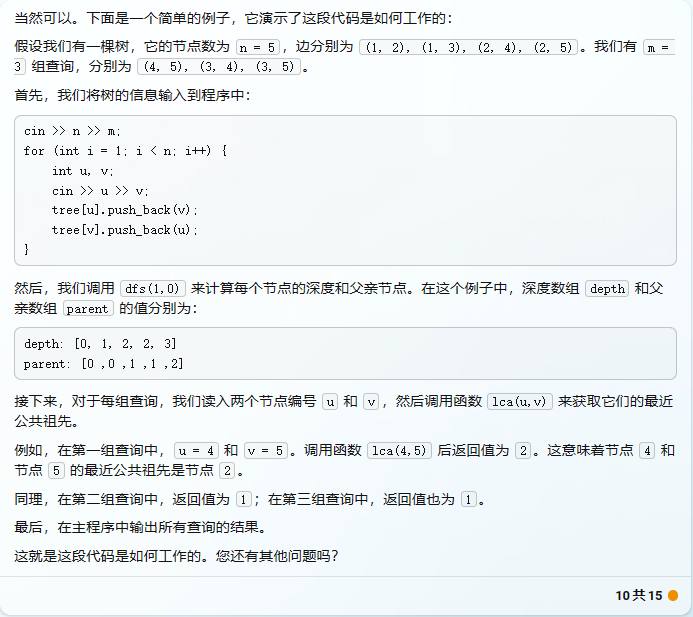 当然可以。下面是一个简单的例子，它演示了这段代码是如何工作的：
假设我们有一棵树，它的节点数为 n = 5 ，边分别为 (1, 2), (1, 3), (2, 4), (2, 5) 。我们有 m =
3 组查询，分别为 (4, 5), (3, 4), (3, 5) 。
首先，我们将树的信息输入到程序中：
cin >> n >> m;
for (int i = 1; i < n; i++) {
    int u, v;
    cin >> u >> v;
    tree[u].push_back(v);
    tree[v].push_back(u);
}
然后，我们调用 dfs(1,0) 来计算每个节点的深度和父亲节点。在这个例子中，深度数组 depth 和父
亲数组 parent 的值分别为：
depth: [0, 1, 2, 2, 3]
parent: [0 ,0 ,1 ,1 ,2]
接下来，对于每组查询，我们读入两个节点编号 u 和 v ，然后调用函数 lca(u,v) 来获取它们的最近
公共祖先。
例如，在第一组查询中， u = 4 和 v = 5 。调用函数 lca(4,5) 后返回值为 2 。这意味着节点 4 和
节点 5 的最近公共祖先是节点 2 。
同理，在第二组查询中，返回值为 1 ；在第三组查询中，返回值也为 1 。
最后，在主程序中输出所有查询的结果。
这就是这段代码是如何工作的。您还有其他问题吗？
10 共 15